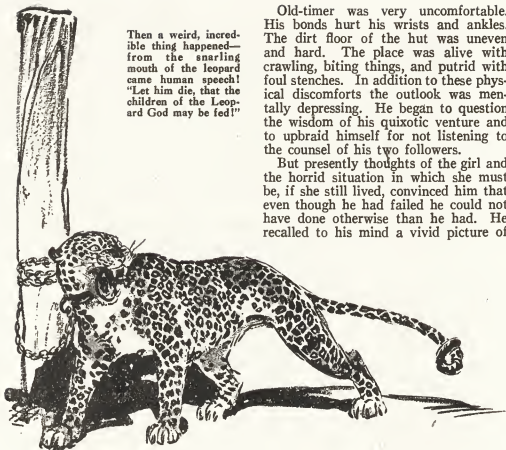 Then a weird, incred-
ible thing happened—
from the snarling
mouth of the leopard
came human speech!
"Let him die, that the
children of the Leop-
ard God may be fed!"
Old-timer was very uncomfortable.
His bonds hurt his wrists and ankles.
The dirt floor of the hut was uneven
and hard. The place was alive with
crawling, biting things, and putrid with
foul stenches. In addition to these phys-
ical discomforts the outlook was men-
tally depressing. He began to question
the wisdom of his quixotic venture and
to upbraid himself for not listening to
the counsel of his two followers.
But presently thoughts of the girl and
the horrid situation in which she must
be, if she still lived, convinced him that
even though he had failed he could not
have done otherwise than he had. He
recalled to his mind a vivid picture of